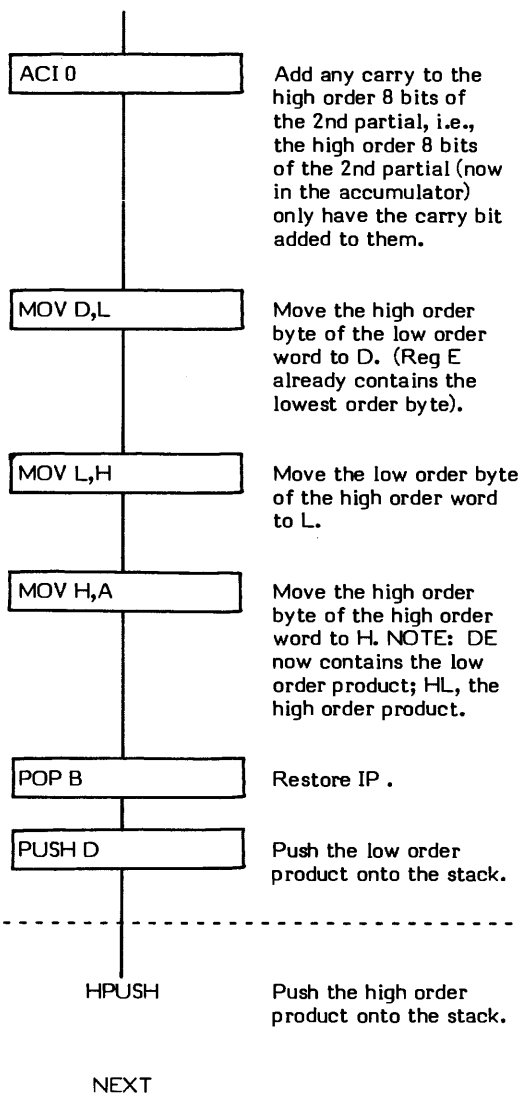 ACI 0
Add any carry to the
high order 8 bits of
the 2nd partial, i.e.,
the high order 8 bits
of the 2nd partial (now
in the accumulator)
only have the carry bit
added to them.
MOV D,L
Move the high order
byte of the low order
word to D. (Reg E
already contains the
lowest order byte).
MOV L,H
Move the low order byte
of the high order word
to L.
MOV H,A
Move the high order
byte of the high order
word to H. NOTE: DE
now contains the low
order product; HL, the
high order product.
POP B
Restore IP .
PUSH D
Push the low order
product onto the stack.
HPUSH
Push the high order
product onto the stack.
NEXT